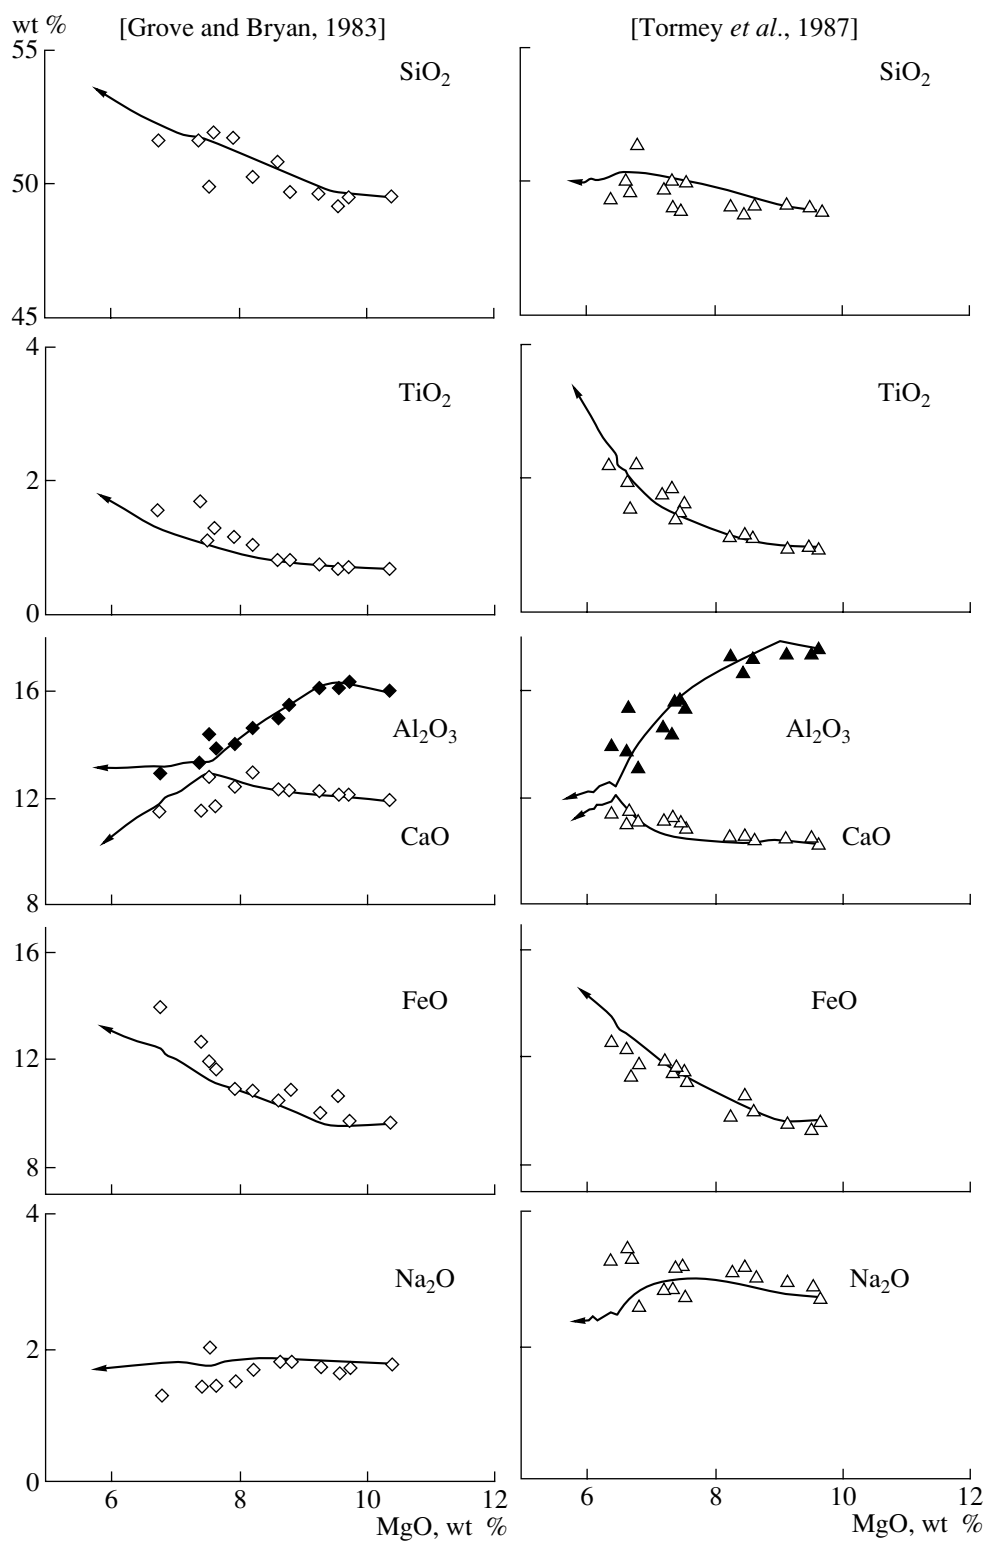 wt %
[Grove and Bryan, 1983]
[Tormey et al., 1987]
55
SiO2
SiO2
50
45
4
TiO2
TiO2
2
0
16
Al2O3
Al2O3
12
CaO
CaO
8
16
FeO
FeO
12
8
4
Na2O
Na2O
2
0
6 8 10 12
6 8 10 12
MgO, wt %
MgO, wt %